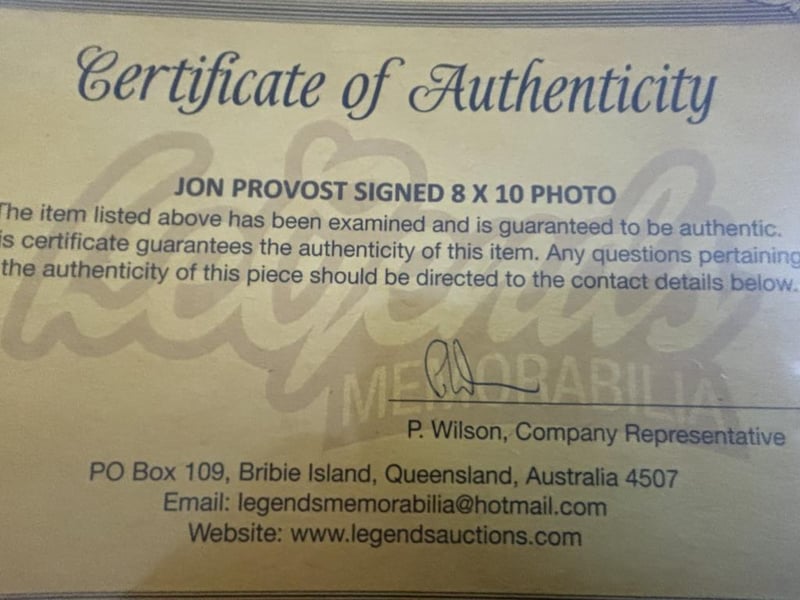 Certificate of Authenticity
JON PROVOST SIGNED 8 X 10 PHOTO
The item listed above has been examined and is guaranteed to be authentic.
is certificate guarantees the authenticity of this item. Any questions pertaining
the authenticity of this piece should be directed to the contact details below.
Legends
MEMORABILIA
P. Wilson, Company Representative
PO Box 109, Bribie Island, Queensland, Australia 4507
Email: legendsmemorabilia@hotmail.com
Website: www.legendsauctions.com